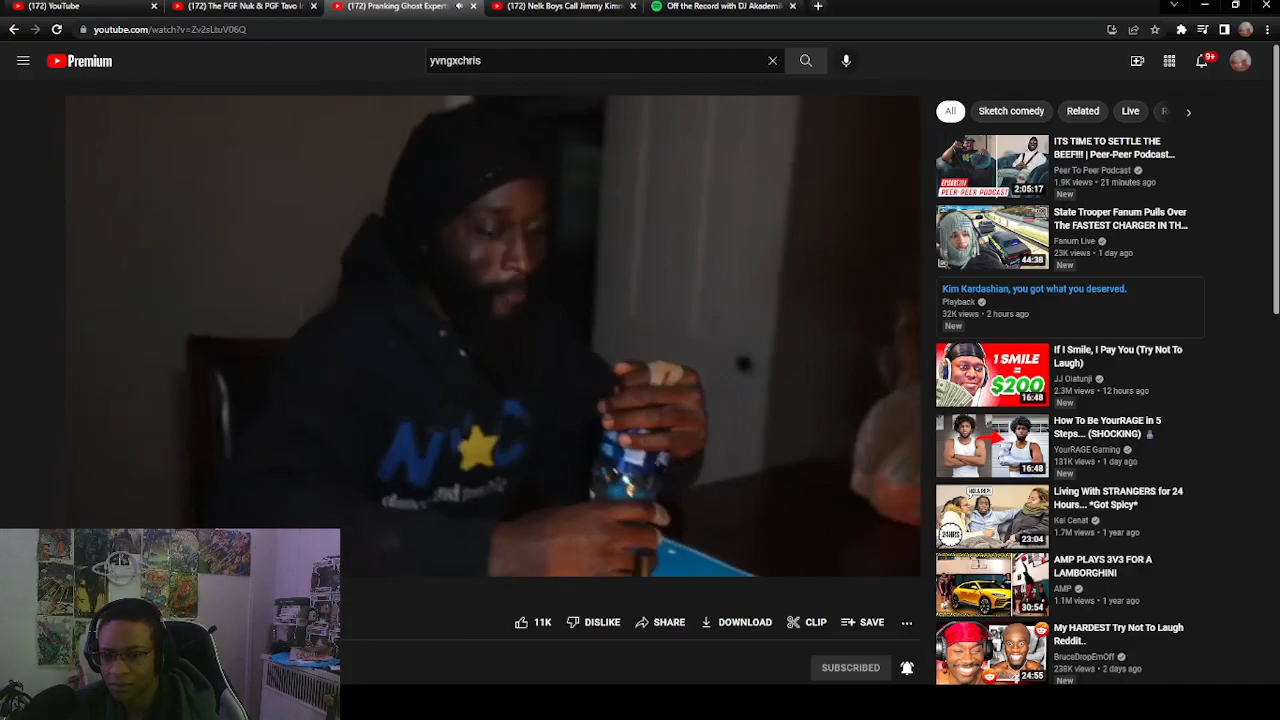 (172) YouTube
(172) The PGF Nuk & PGF Tavo I
(172) Pranking Ghost Expert
(172) Nelk Boys Call Jimmy Kim
Off the Record with DJ Akademi
youtube.com/watch?v=Zv2sLtuV06Q
Premium
yvngxchris
9+
All
Sketch comedy
Related
Live
ITS TIME TO SETTLE THE
BEEF!!! | Peer-Peer Podcast...
Peer To Peer Podcast
1.9K views • 21 minutes ago
New
PEER-PEER PODCAST
2:05:17
State Trooper Fanum Pulls Over
The FASTEST CHARGER IN TH...
Fanum Live
23K views • 1 day ago
New
44:38
Kim Kardashian, you got what you deserved.
Playback
32K views • 2 hours ago
New
If I Smile, I Pay You (Try Not To
Laugh)
JJ Olatunji
2.3M views • 12 hours ago
New
1 SMILE
=
$200
16:48
How To Be YourRAGE in 5
Steps... (SHOCKING)
YourRAGE Gaming
131K views • 1 day ago
New
16:48
Living With STRANGERS for 24
Hours... *Got Spicy*
Kai Cenat
1.7M views • 1 year ago
24HRS
23:04
AMP PLAYS 3V3 FOR A
LAMBORGHINI
AMP
1.1M views • 1 year ago
30:54
My HARDEST Try Not To Laugh
Reddit..
BruceDropEmOff
238K views • 2 days ago
New
24:55
NYC
11K
DISLIKE
SHARE
DOWNLOAD
CLIP
SAVE
SUBSCRIBED